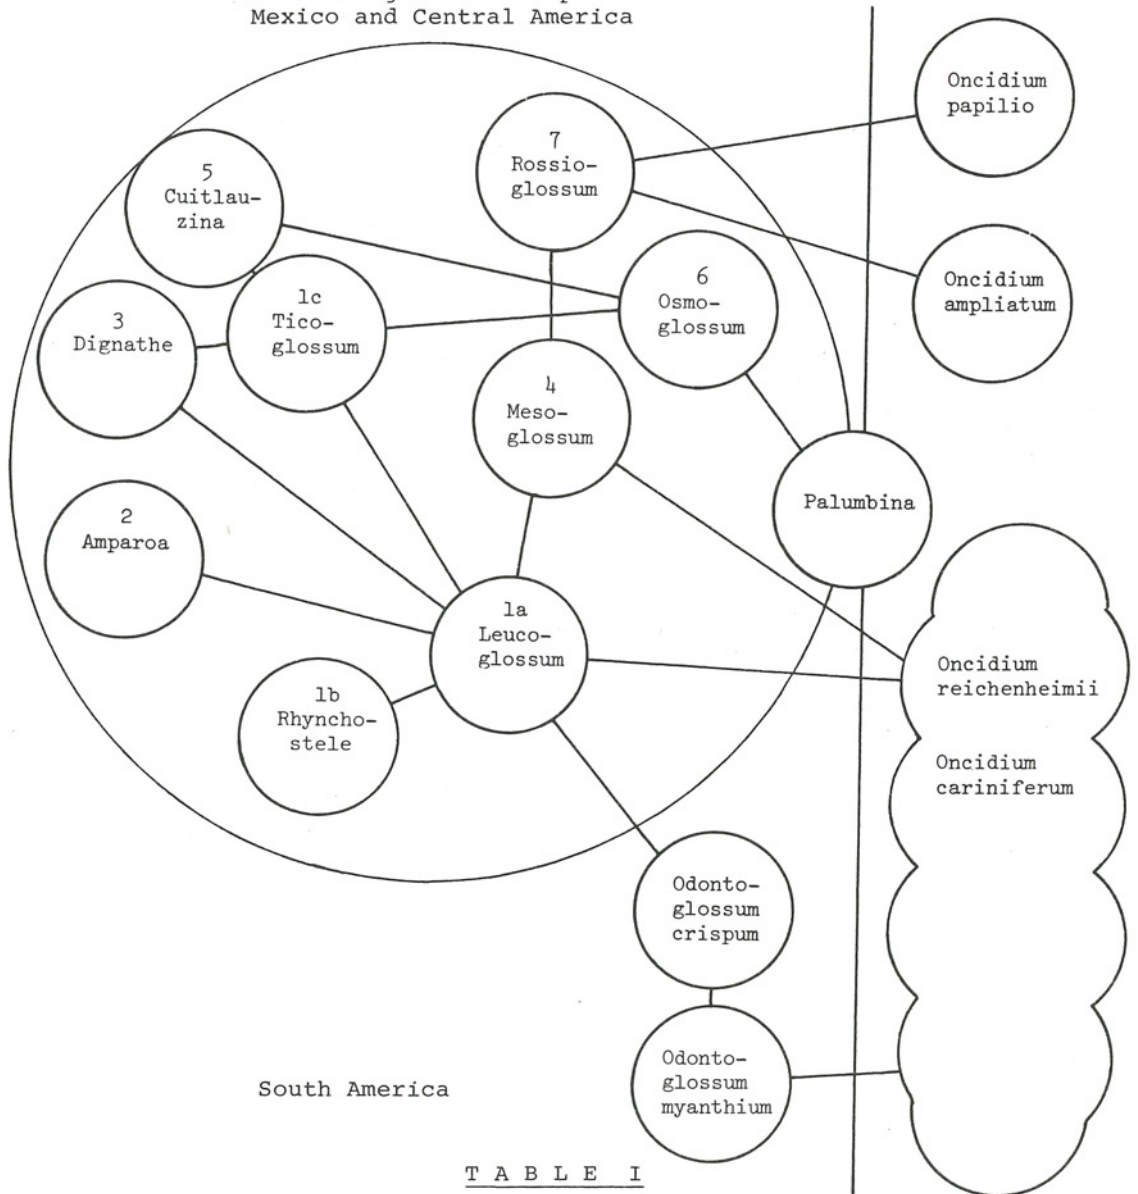 Mexico and Central America
Oncidium
papilio
7
Rossio-
glossum
5
Cuitlau-
zina
Oncidium
ampliatum
6
Osmo-
glossum
1c
Tico-
glossum
3
Dignathe
4
Meso-
glossum
Palumbina
2
Amparoa
1a
Leuco-
glossum
Oncidium
reichenheimii
1b
Rhyncho-
stele
Oncidium
cariniferum
Odonto-
glossum
crispum
Odonto-
glossum
myanthium
South America
T A B L E I